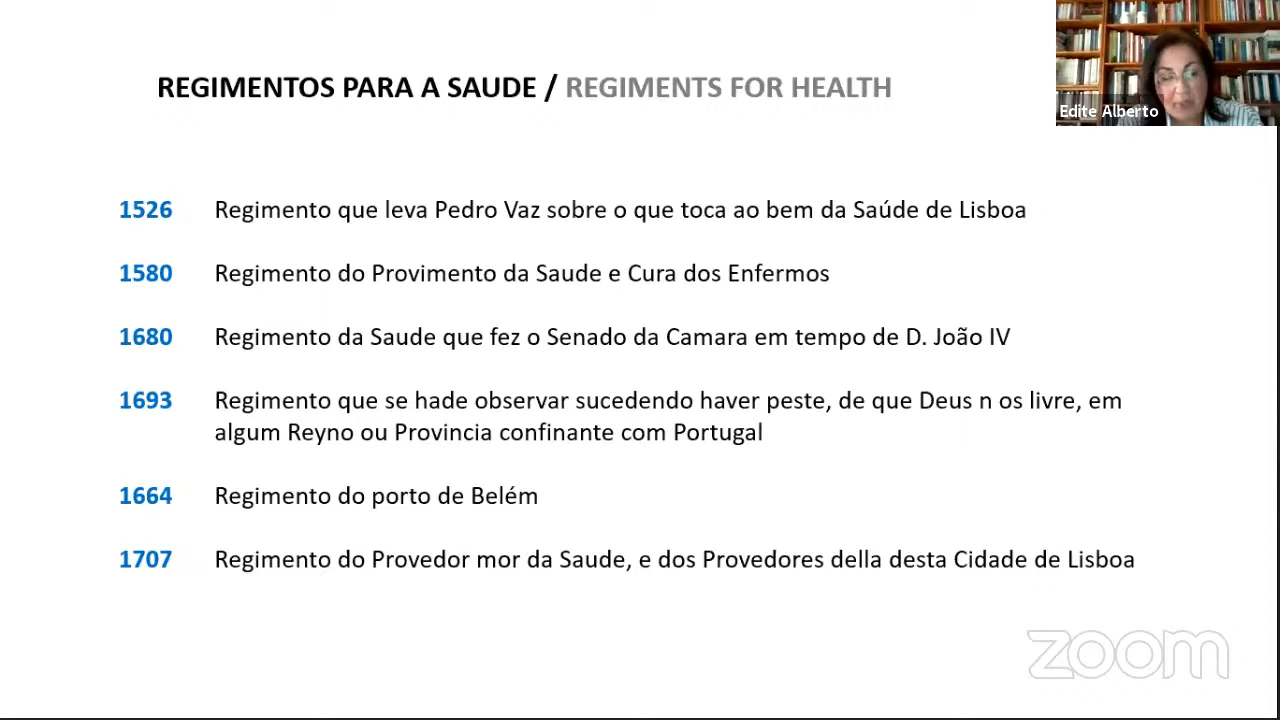 REGIMENTOS PARA A SAUDE / REGIMENTS FOR HEALTH
Edite Alberto
1526 Regimento que leva Pedro Vaz sobre o que toca ao bem da Saúde de Lisboa
1580 Regimento do Provimento da Saude e Cura dos Enfermos
1680 Regimento da Saude que fez o Senado da Camara em tempo de D. João IV
1693 Regimento que se hade observar sucedendo haver peste, de que Deus n os livre, em
algum Reyno ou Provincia confinante com Portugal
1664 Regimento do porto de Belém
1707 Regimento do Provedor mor da Saude, e dos Provedores della desta Cidade de Lisboa
zoom